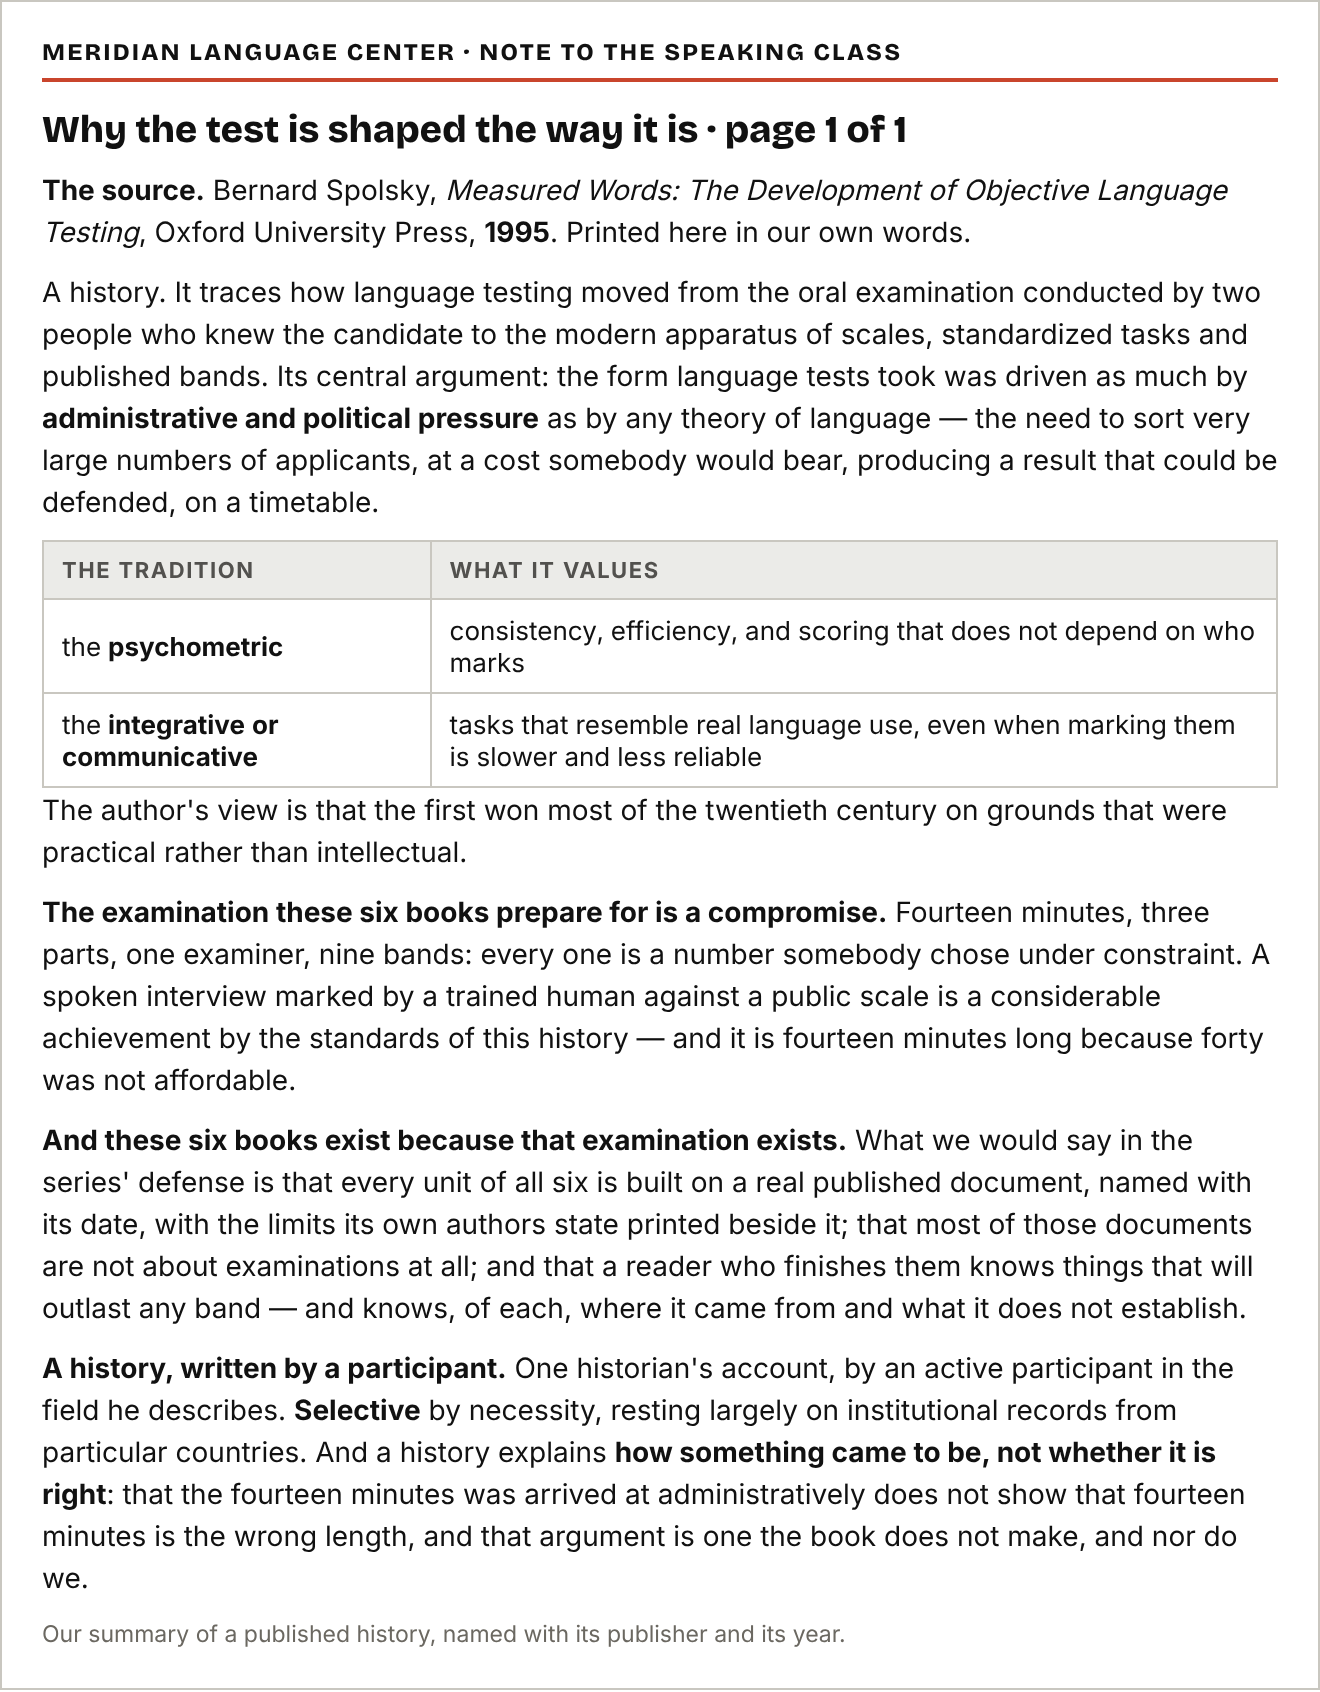 MERIDIAN LANGUAGE CENTER · NOTE TO THE SPEAKING CLASS
Why the test is shaped the way it is · page 1 of 1
The source. Bernard Spolsky, Measured Words: The Development of Objective Language
Testing, Oxford University Press, 1995. Printed here in our own words.
A history. It traces how language testing moved from the oral examination conducted by two
people who knew the candidate to the modern apparatus of scales, standardized tasks and
published bands. Its central argument: the form language tests took was driven as much by
administrative and political pressure as by any theory of language — the need to sort very
large numbers of applicants, at a cost somebody would bear, producing a result that could be
defended, on a timetable.
THE TRADITION
WHAT IT VALUES
the psychometric
consistency, efficiency, and scoring that does not depend on who
marks
the integrative or
communicative
tasks that resemble real language use, even when marking them
is slower and less reliable
The author's view is that the first won most of the twentieth century on grounds that were
practical rather than intellectual.
The examination these six books prepare for is a compromise. Fourteen minutes, three
parts, one examiner, nine bands: every one is a number somebody chose under constraint. A
spoken interview marked by a trained human against a public scale is a considerable
achievement by the standards of this history — and it is fourteen minutes long because forty
was not affordable.
And these six books exist because that examination exists. What we would say in the
series' defense is that every unit of all six is built on a real published document, named with
its date, with the limits its own authors state printed beside it; that most of those documents
are not about examinations at all; and that a reader who finishes them knows things that will
outlast any band — and knows, of each, where it came from and what it does not establish.
A history, written by a participant. One historian's account, by an active participant in the
field he describes. Selective by necessity, resting largely on institutional records from
particular countries. And a history explains how something came to be, not whether it is
right: that the fourteen minutes was arrived at administratively does not show that fourteen
minutes is the wrong length, and that argument is one the book does not make, and nor do
we.
Our summary of a published history, named with its publisher and its year.